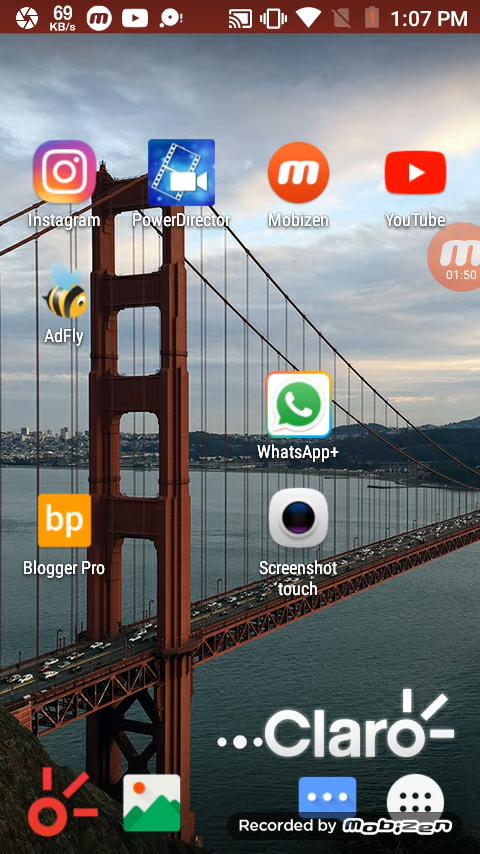 69
KB/s
1:07 PM
Instagram
PowerDirector
Mobizen
YouTube
01:50
AdFly
WhatsApp+
bp
Blogger Pro
Screenshot
touch
...Claro
Recorded by Mobizen